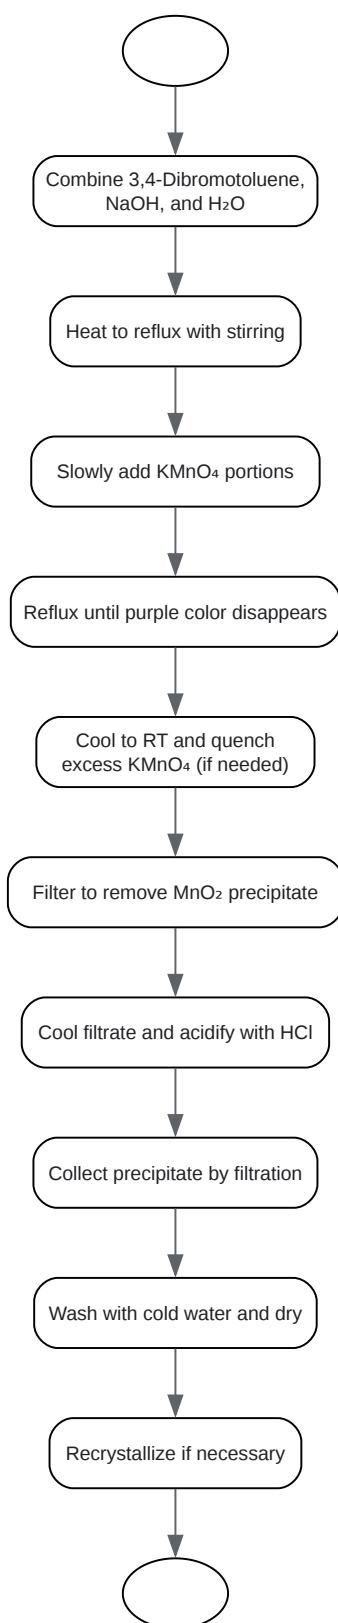 Combine 3,4-Dibromotoluene,
NaOH, and H₂O
Heat to reflux with stirring
Slowly add KMnO₄ portions
Reflux until purple color disappears
Cool to RT and quench
excess KMnO₄ (if needed)
Filter to remove MnO₂ precipitate
Cool filtrate and acidify with HCl
Collect precipitate by filtration
Wash with cold water and dry
Recrystallize if necessary